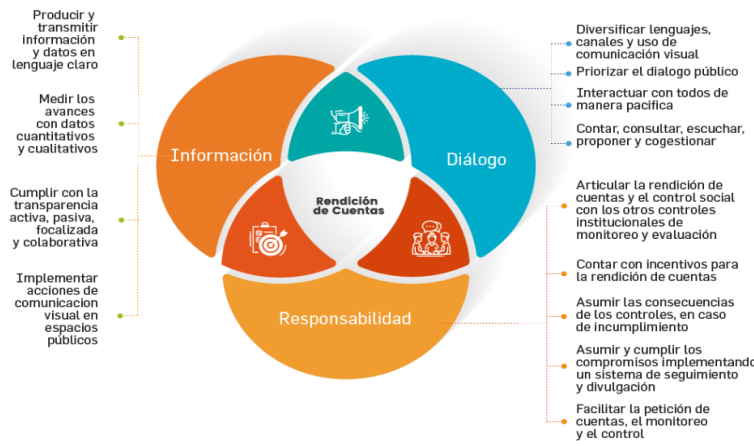 Producir y
transmitir
información
y datos en
lenguaje claro
Medir los
avances
con datos
cuantitativos
y cualitativos
Cumplir con la
transparencia
activa, pasiva,
focalizada
y colaborativa
Implementar
acciones de
comunicacion
visual en
espacios
públicos
Información
Diálogo
Rendición
de Cuentas
Responsabilidad
Diversificar lenguajes,
canales y uso de
comunicación visual
Priorizar el dialogo público
Interactuar con todos de
manera pacifica
Contar, consultar, escuchar,
proponer y cogestionar
Articular la rendición de
cuentas y el control social
con los otros controles
institucionales de
monitoreo y evaluación
Contar con incentivos para
la rendición de cuentas
Asumir las consecuencias
de los controles, en caso
de incumplimiento
Asumir y cumplir los
compromisos implementando
un sistema de seguimiento
y divulgación
Facilitar la petición de
cuentas, el monitoreo
y el control